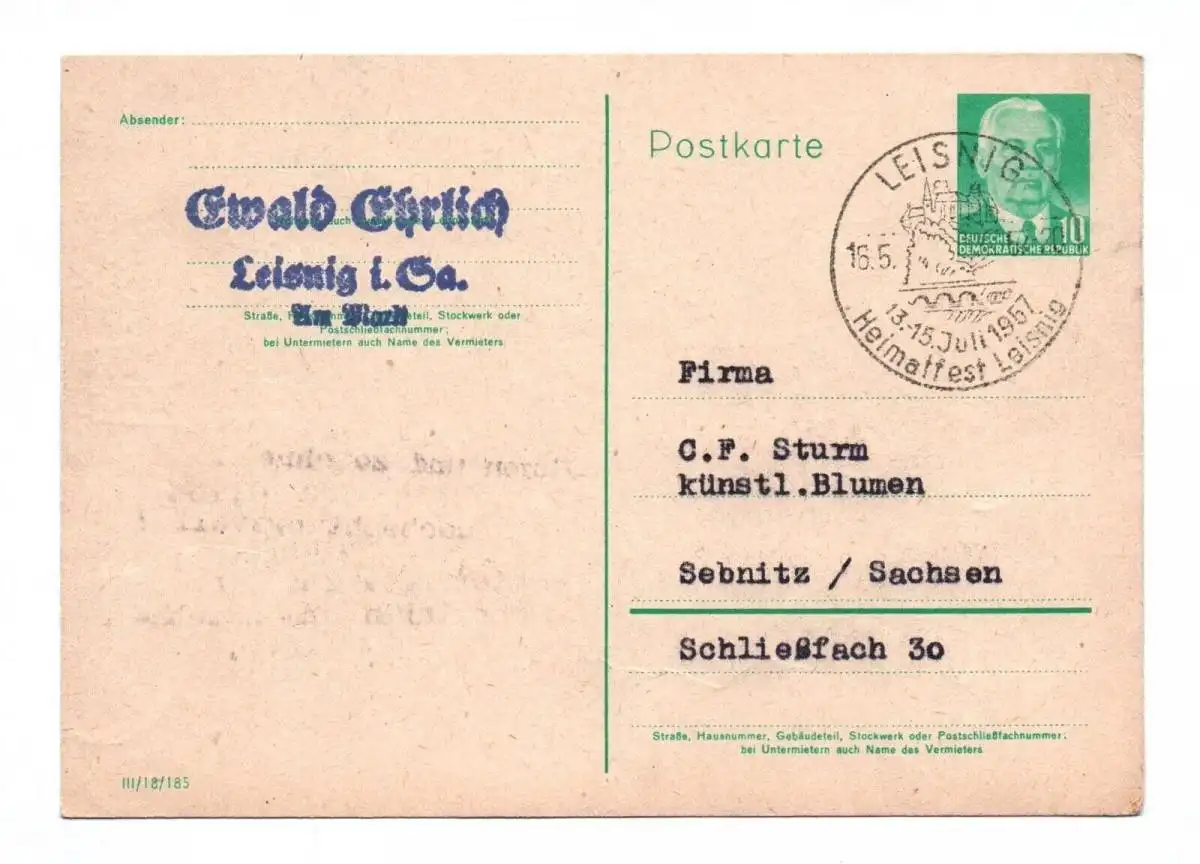 Absender:
Ewald Ehrlich
Leisnig i. Sa.
Am Markt
Straße, Stockwerk oder
Postschließfachnummer;
bei Untermietern auch Name des Vermieters
III/18/185
Postkarte
LEISNIG
16.5.
13.-15. Juli 1957
Heimatfest Leisnig
10
DEUTSCHE
DEMOKRATISCHE REPUBLIK
Firma
C.F. Sturm
künstl.Blumen
Sebnitz / Sachsen
Schließfach 3o
Straße, Hausnummer, Gebäudeteil, Stockwerk oder Postschließfachnummer;
bei Untermietern auch Name des Vermieters